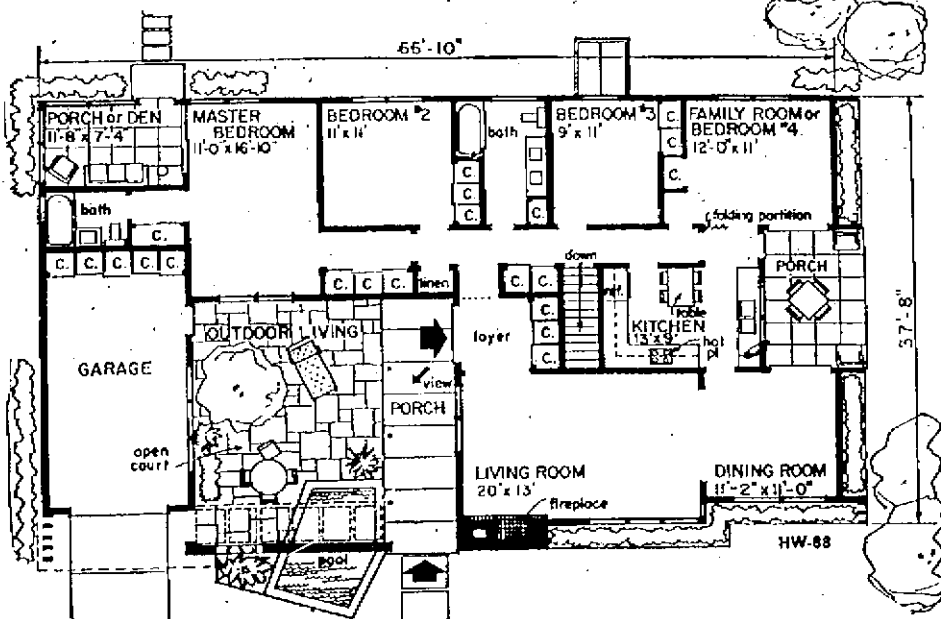 66'-10"
PORCH or DEN
11'-8" x 7'-4"
MASTER
BEDROOM
11'-0" x 16'-10"
BEDROOM #2
11' x 11'
bath
BEDROOM #3
9' x 11'
C.
C.
C.
FAMILY ROOM or
BEDROOM #4
12'-0" x 11'
C.
C.
C.
C.
bath
C.
folding partition
C. C. C. C. C.
C. C. C.
linen
C. C.
C.
C.
down
ref.
table
KITCHEN
13' x 9'
hot
pl
PORCH
37'-8"
OUTDOOR LIVING
foyer
GARAGE
view
PORCH
open
court
LIVING ROOM
20' x 13'
fireplace
DINING ROOM
11'-2" x 11'-0"
pool
HW-88